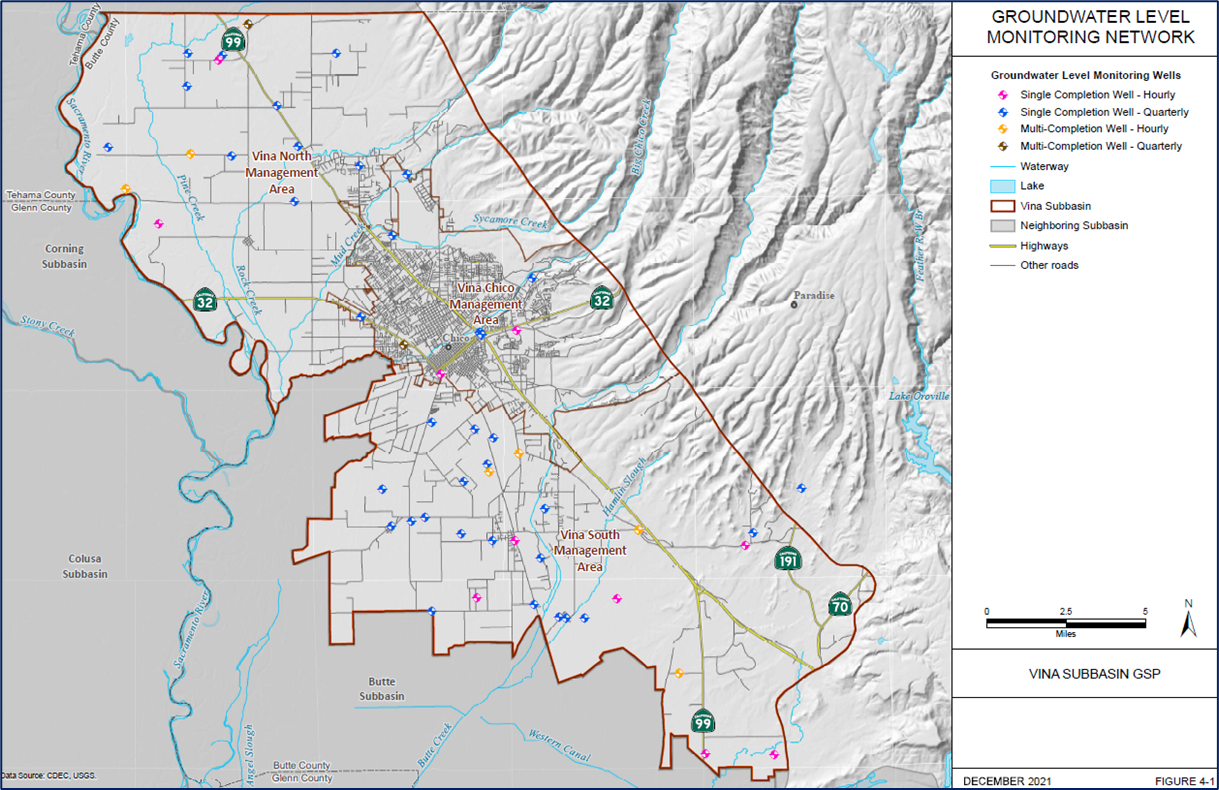 GROUNDWATER LEVEL
MONITORING NETWORK
Groundwater Level Monitoring Wells
Single Completion Well - Hourly
Single Completion Well - Quarterly
Multi-Completion Well - Hourly
Multi-Completion Well - Quarterly
Waterway
Lake
Vina Subbasin
Neighboring Subbasin
Highways
Other roads
0 2.5 5
Miles
N
VINA SUBBASIN GSP
DECEMBER 2021 FIGURE 4-1
Tehama County
Butte County
CALIFORNIA
99
Sacramento River
Pine Creek
Vina North
Management
Area
Big Chico Creek
Tehama County
Glenn County
Sycamore Creek
Mud Creek
Feather R W Br
Corning
Subbasin
Rock Creek
32
Vina Chico
Management
Area
32
Paradise
Stony Creek
Chico
Lake Oroville
Hamlin Slough
Vina South
Management
Area
191
70
Colusa
Subbasin
Sacramento River
Butte
Subbasin
99
Angel Slough
Butte Creek
Western Canal
Butte County
Glenn County
Data Source: CDEC, USGS.